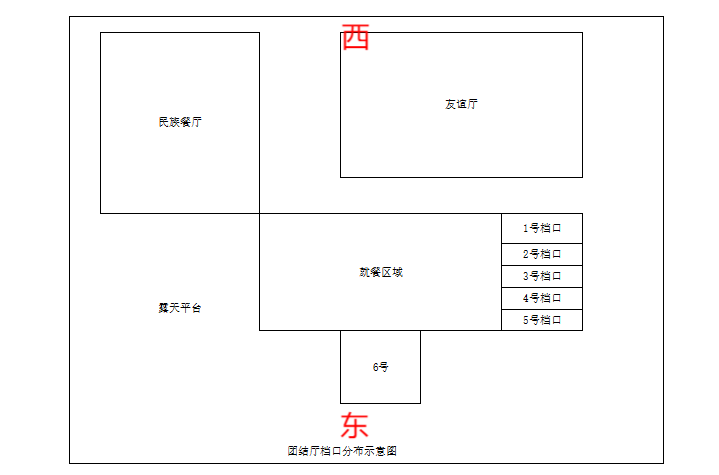 西
友谊厅
民族餐厅
1号档口
2号档口
就餐区域
3号档口
4号档口
露天平台
5号档口
6号
东
团结厅档口分布示意图